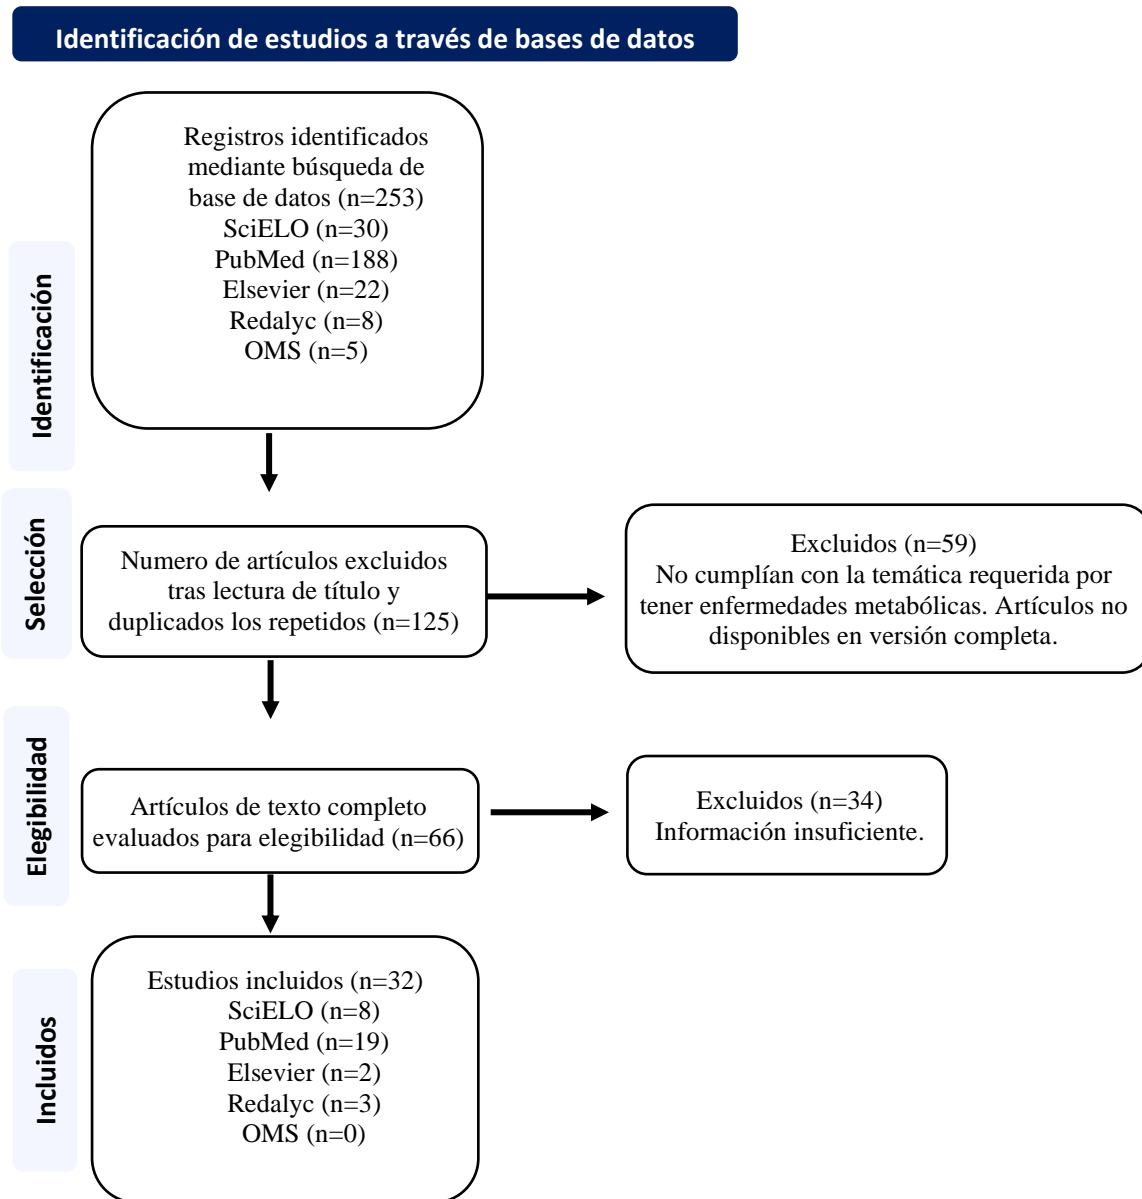 Identificación de estudios a través de bases de datos
Identificación
Registros identificados
mediante búsqueda de
base de datos (n=253)
SciELO (n=30)
PubMed (n=188)
Elsevier (n=22)
Redalyc (n=8)
OMS (n=5)
Selección
Numero de artículos excluidos
tras lectura de título y
duplicados los repetidos (n=125)
Excluidos (n=59)
No cumplían con la temática requerida por
tener enfermedades metabólicas. Artículos no
disponibles en versión completa.
Elegibilidad
Artículos de texto completo
evaluados para elegibilidad (n=66)
Excluidos (n=34)
Información insuficiente.
Incluidos
Estudios incluidos (n=32)
SciELO (n=8)
PubMed (n=19)
Elsevier (n=2)
Redalyc (n=3)
OMS (n=0)